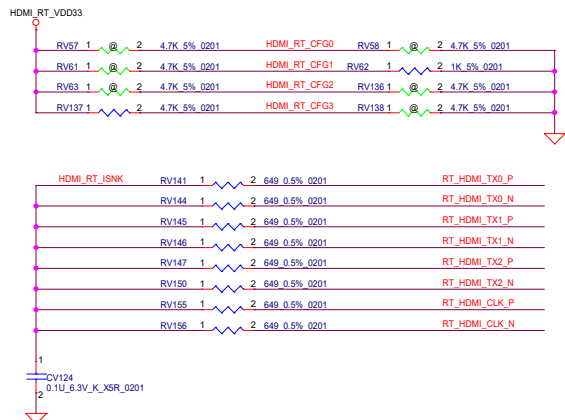 HDMI_RT_VDD33
RV57 1 @ 2 4.7K_5%_0201 HDMI_RT_CFG0 RV58 1 @ 2 4.7K_5%_0201
RV61 1 @ 2 4.7K_5%_0201 HDMI_RT_CFG1 RV62 1 2 1K_5%_0201
RV63 1 @ 2 4.7K_5%_0201 HDMI_RT_CFG2 RV136 1 @ 2 4.7K_5%_0201
RV137 1 2 4.7K_5%_0201 HDMI_RT_CFG3 RV138 1 @ 2 4.7K_5%_0201
HDMI_RT_ISNK RV141 1 2 649_0.5%_0201 RT_HDMI_TX0_P
RV144 1 2 649_0.5%_0201 RT_HDMI_TX0_N
RV145 1 2 649_0.5%_0201 RT_HDMI_TX1_P
RV146 1 2 649_0.5%_0201 RT_HDMI_TX1_N
RV147 1 2 649_0.5%_0201 RT_HDMI_TX2_P
RV150 1 2 649_0.5%_0201 RT_HDMI_TX2_N
RV155 1 2 649_0.5%_0201 RT_HDMI_CLK_P
RV156 1 2 649_0.5%_0201 RT_HDMI_CLK_N
1
CV124
0.1U_6.3V_K_X5R_0201
2